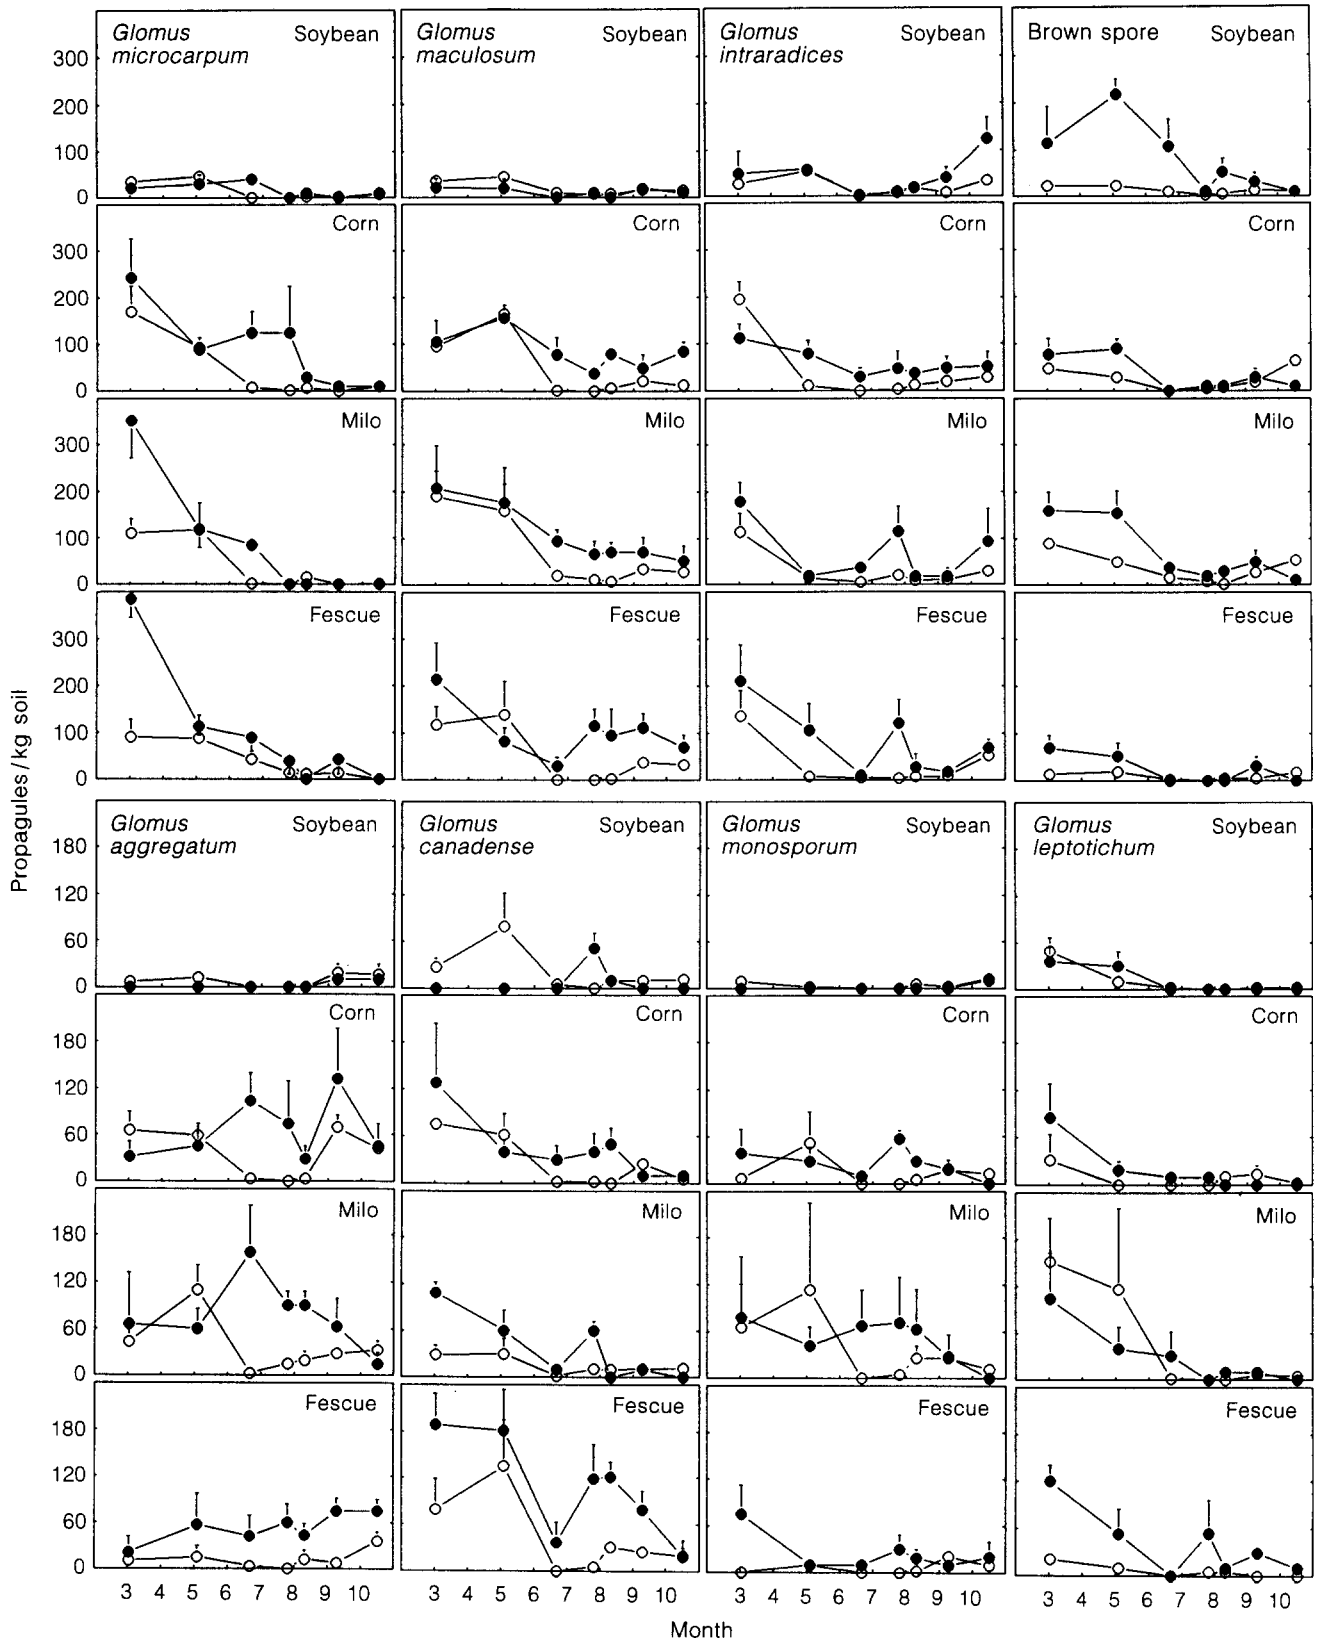 Glomus microcarpum Soybean
Glomus maculosum Soybean
Glomus intraradices Soybean
Brown spore Soybean
300
200
100
0
Corn Corn Corn Corn
300
200
100
0
Milo Milo Milo Milo
300
200
100
0
Fescue Fescue Fescue Fescue
300
200
100
0
Propagules/kg soil
Glomus aggregatum Soybean
Glomus canadense Soybean
Glomus monosporum Soybean
Glomus leptotichum Soybean
180
120
60
0
Corn Corn Corn Corn
180
120
60
0
Milo Milo Milo Milo
180
120
60
0
Fescue Fescue Fescue Fescue
180
120
60
0
3 4 5 6 7 8 9 10 3 4 5 6 7 8 9 10 3 4 5 6 7 8 9 10 3 4 5 6 7 8 9 10
Month